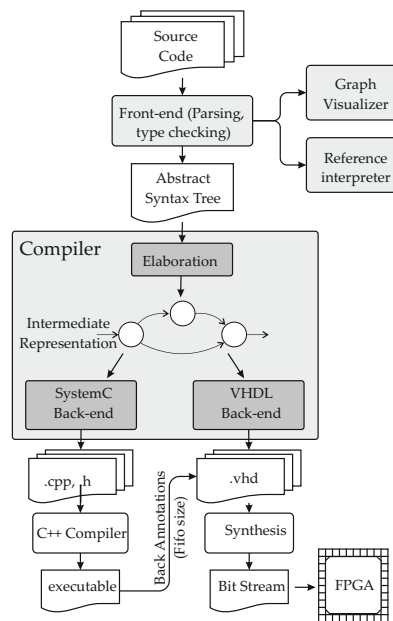 Source
Code
Front-end (Parsing,
type checking)
Graph
Visualizer
Reference
interpreter
Abstract
Syntax Tree
Compiler
Elaboration
Intermediate
Representation
SystemC
Back-end
VHDL
Back-end
.cpp, h
.vhd
Back Annotations
(Fifo size)
C++ Compiler
Synthesis
executable
Bit Stream
FPGA